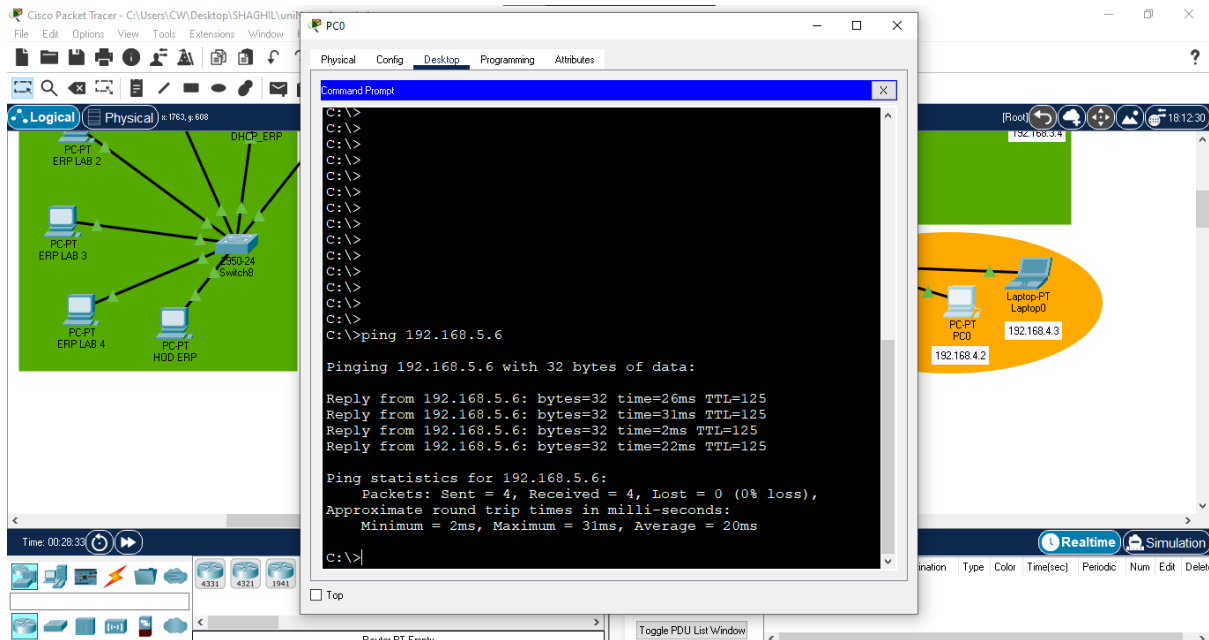 Cisco Packet Tracer - C:\Users\CW\Desktop\SHAGHIL\uni\
File Edit Options View Tools Extensions Window
Logical
Physical
x: 1763, y: 608
[Root]
18:12:30
DHCP_ERP
PC-PT
ERP LAB 2
PC-PT
ERP LAB 3
2950-24
Switch8
PC-PT
ERP LAB 4
PC-PT
HOD ERP
PC0
Physical Config Desktop Programming Attributes
Command Prompt
X
C:\>
C:\>
C:\>
C:\>
C:\>
C:\>
C:\>
C:\>
C:\>
C:\>
C:\>
C:\>
C:\>
C:\>
C:\>ping 192.168.5.6
Pinging 192.168.5.6 with 32 bytes of data:
Reply from 192.168.5.6: bytes=32 time=26ms TTL=125
Reply from 192.168.5.6: bytes=32 time=31ms TTL=125
Reply from 192.168.5.6: bytes=32 time=2ms TTL=125
Reply from 192.168.5.6: bytes=32 time=22ms TTL=125
Ping statistics for 192.168.5.6:
Packets: Sent = 4, Received = 4, Lost = 0 (0% loss),
Approximate round trip times in milli-seconds:
Minimum = 2ms, Maximum = 31ms, Average = 20ms
C:\>
Top
192.168.3.4
Laptop-PT
Laptop0
192.168.4.3
PC-PT
PC0
192.168.4.2
Time: 00:28:33
Realtime
Simulation
4331 4321 1941
Type Color Time(sec) Periodic Num Edit
Router-PT-Empty
Toggle PDU List Window